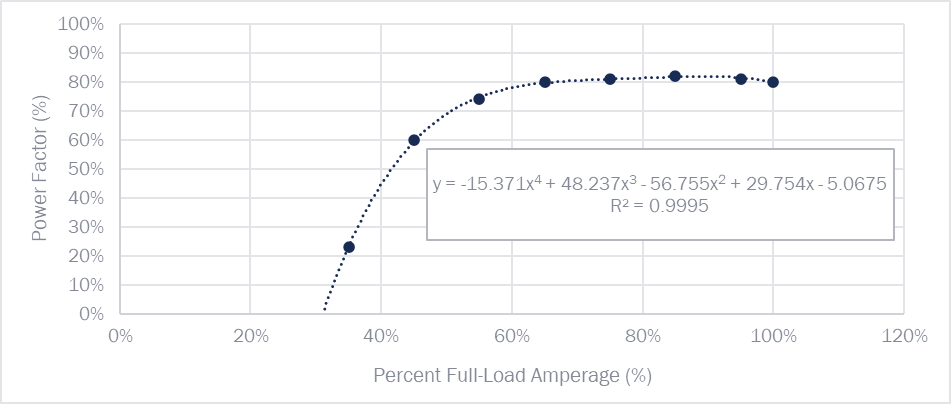 100%
90%
80%
70%
60%
50%
40%
30%
20%
10%
0%
Power Factor (%)
y = -15.371x⁴ + 48.237x³ - 56.755x² + 29.754x - 5.0675
R² = 0.9995
0% 20% 40% 60% 80% 100% 120%
Percent Full-Load Amperage (%)